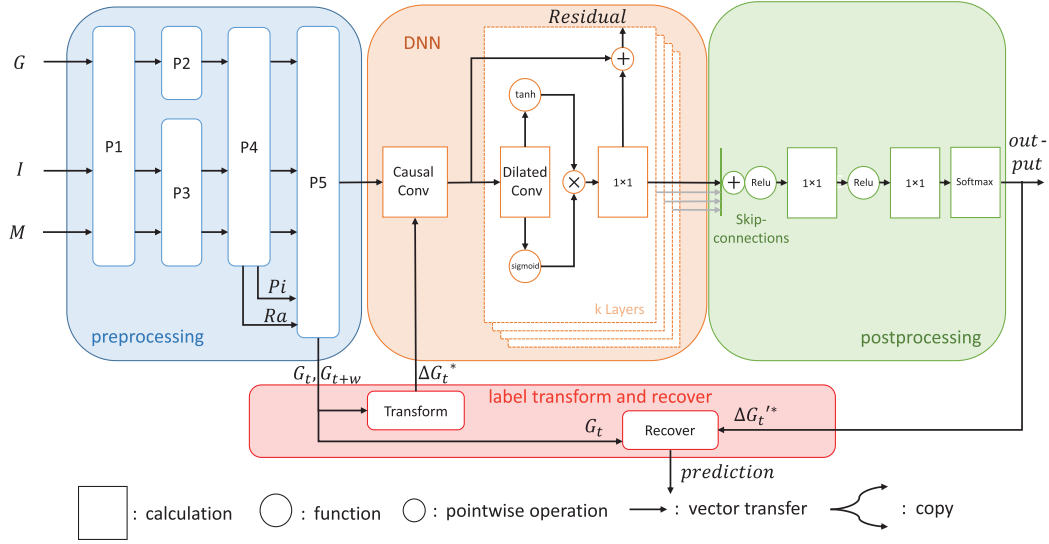 G
I
M
P1
P2
P3
P4
P5
Pi
Ra
preprocessing
DNN
Residual
+
tanh
Causal
Conv
Dilated
Conv
×
1×1
sigmoid
k Layers
+
Relu
1×1
Relu
1×1
Softmax
out-
put
Skip-
connections
postprocessing
G_t, G_{t+w}
ΔG_t*
label transform and recover
Transform
G_t
Recover
ΔG_t'*
prediction
: calculation
: function
: pointwise operation
: vector transfer
: copy